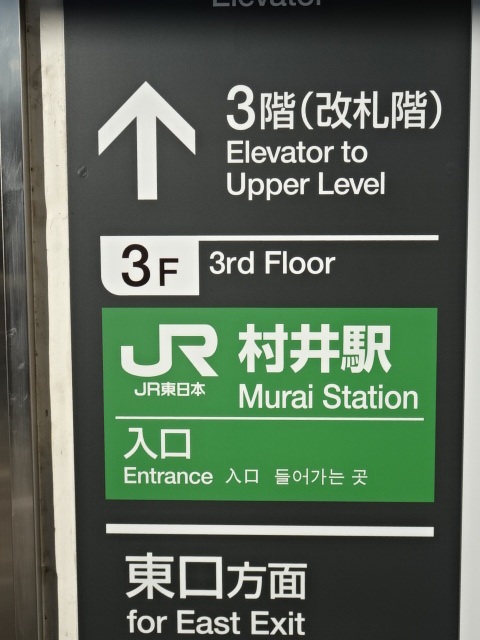 Elevator
3階(改札階)
Elevator to
Upper Level
3F 3rd Floor
JR 村井駅
JR東日本 Murai Station
入口
Entrance 入口 들어가는 곳
東口方面
for East Exit